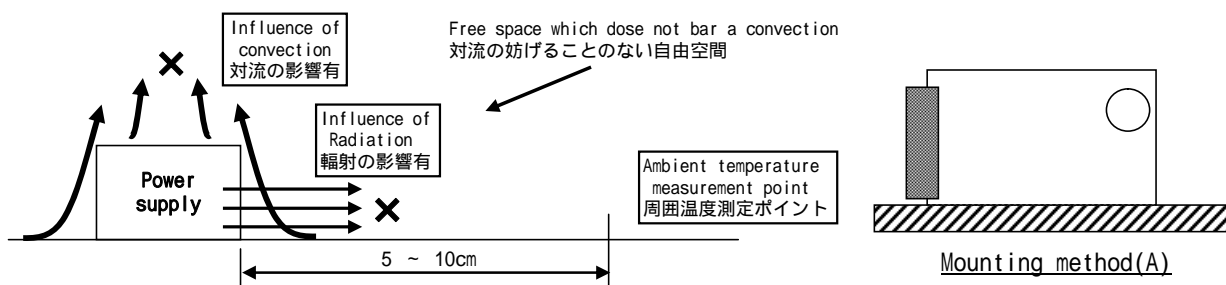 Influence of
convection
対流の影響有
Free space which dose not bar a convection
対流の妨げることのない自由空間
Influence of
Radiation
輻射の影響有
Power
supply
Ambient temperature
measurement point
周囲温度測定ポイント
5 ~ 10cm
Mounting method(A)